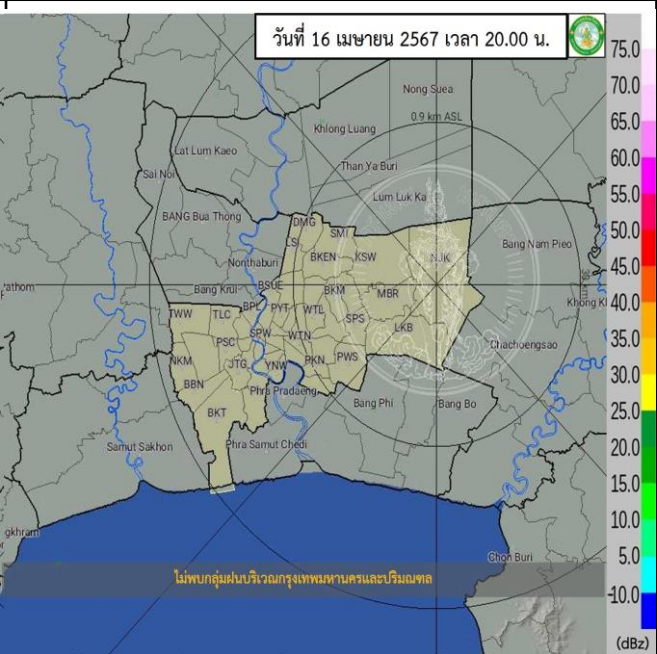 วันที่ 16 เมษายน 2567 เวลา 20.00 น.
75.0
70.0
65.0
60.0
55.0
50.0
45.0
40.0
35.0
30.0
25.0
20.0
15.0
10.0
5.0
-10.0
(dBz)
Nong Suea
0.9 km ASL
Khlong Luang
Lat Lum Kaeo
Than Ya Buri
Sai Noi
Lum Luk Ka
BANG Bua Thong
DMG
SMI
LSI
Bang Nam Pieo
Nonthaburi
BKEN
KSW
NJK
Bang Krui
BSUE
BKM
MBR
Khong Kh
BPL
PYT
WTL
TWW
TLC
SPS
LKB
SPW
WTN
PSC
Chachoengsao
NKM
JTG
YNW
PKN
PWS
BBN
Phra Pradaeng
BKT
Bang Phi
Bang Bo
Samut Sakhon
Phra Samut Chedi
gkhram
Chon Buri
ไม่พบกลุ่มฝนบริเวณกรุงเทพมหานครและปริมณฑล